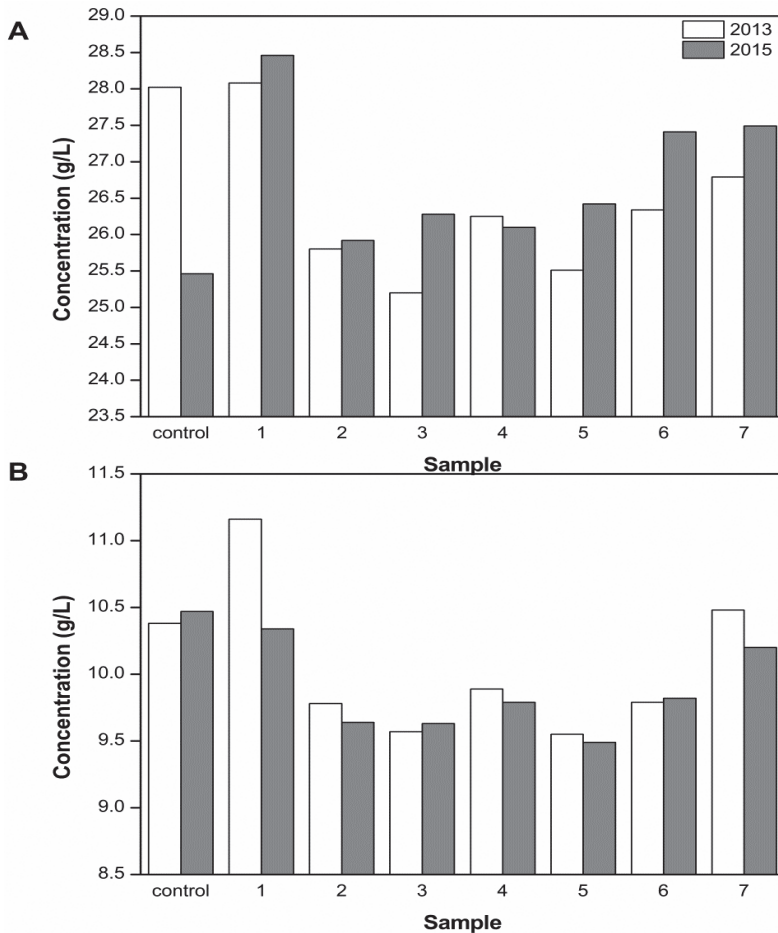 A
2013
2015
Concentration (g/L)
29.0
28.5
28.0
27.5
27.0
26.5
26.0
25.5
25.0
24.5
24.0
23.5
control 1 2 3 4 5 6 7
Sample
B
Concentration (g/L)
11.5
11.0
10.5
10.0
9.5
9.0
8.5
control 1 2 3 4 5 6 7
Sample